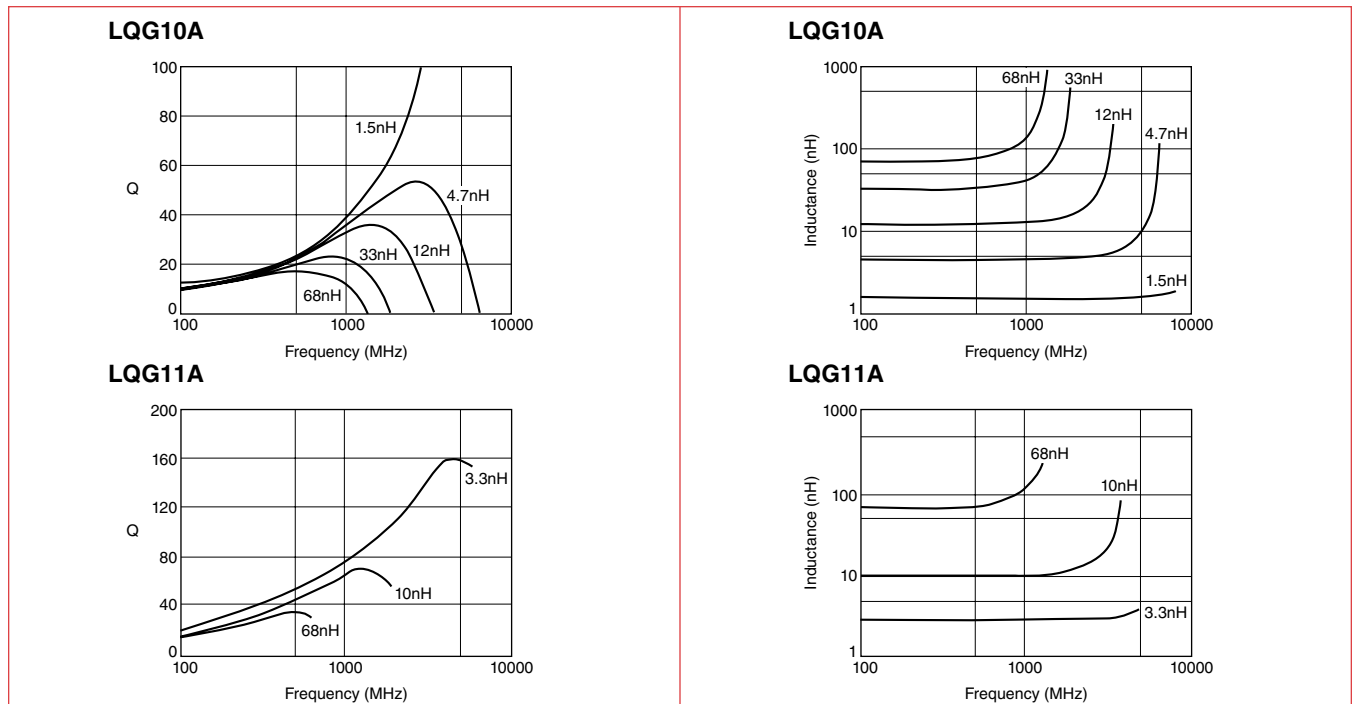 LQG10A
100
80
60
40
20
0
Q
1.5nH
4.7nH
12nH
33nH
68nH
100
1000
10000
Frequency (MHz)
LQG10A
1000
100
10
1
Inductance (nH)
68nH
33nH
12nH
4.7nH
1.5nH
100
1000
10000
Frequency (MHz)
LQG11A
200
160
120
80
40
0
Q
3.3nH
10nH
68nH
100
1000
10000
Frequency (MHz)
LQG11A
1000
100
10
1
Inductance (nH)
68nH
10nH
3.3nH
100
1000
10000
Frequency (MHz)